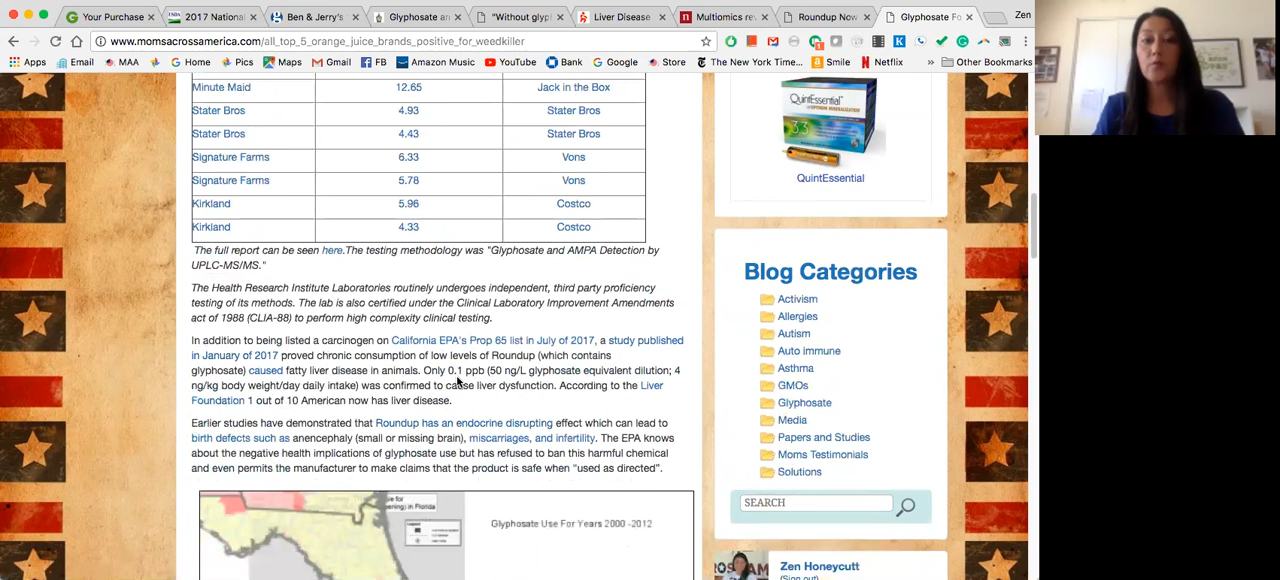 Your Purchase
2017 National
Ben & Jerry's
Glyphosate an
"Without glyp
Liver Disease
Multiomics rev
Roundup Now
Glyphosate Fo
Zen
www.momsacrossamerica.com/all_top_5_orange_juice_brands_positive_for_weedkiller
Apps Email MAA Home Pics Maps Gmail FB Amazon Music YouTube Bank Google Store The New York Time... Smile Netflix » Other Bookmarks
Minute Maid 12.65 Jack in the Box
Stater Bros 4.93 Stater Bros
Stater Bros 4.43 Stater Bros
Signature Farms 6.33 Vons
Signature Farms 5.78 Vons
Kirkland 5.96 Costco
Kirkland 4.33 Costco
The full report can be seen here.The testing methodology was "Glyphosate and AMPA Detection by
UPLC-MS/MS."
The Health Research Institute Laboratories routinely undergoes independent, third party proficiency
testing of its methods. The lab is also certified under the Clinical Laboratory Improvement Amendments
act of 1988 (CLIA-88) to perform high complexity clinical testing.
In addition to being listed a carcinogen on California EPA's Prop 65 list in July of 2017, a study published
in January of 2017 proved chronic consumption of low levels of Roundup (which contains
glyphosate) caused fatty liver disease in animals. Only 0.1 ppb (50 ng/L glyphosate equivalent dilution; 4
ng/kg body weight/day daily intake) was confirmed to cause liver dysfunction. According to the Liver
Foundation 1 out of 10 American now has liver disease.
Earlier studies have demonstrated that Roundup has an endocrine disrupting effect which can lead to
birth defects such as anencephaly (small or missing brain), miscarriages, and infertility. The EPA knows
about the negative health implications of glyphosate use but has refused to ban this harmful chemical
and even permits the manufacturer to make claims that the product is safe when "used as directed".
Glyphosate Use For Years 2000 -2012
QuintEssential
3.3
QuintEssential
Blog Categories
Activism
Allergies
Autism
Auto immune
Asthma
GMOs
Glyphosate
Media
Papers and Studies
Moms Testimonials
Solutions
SEARCH
Zen Honeycutt
(Sign out)